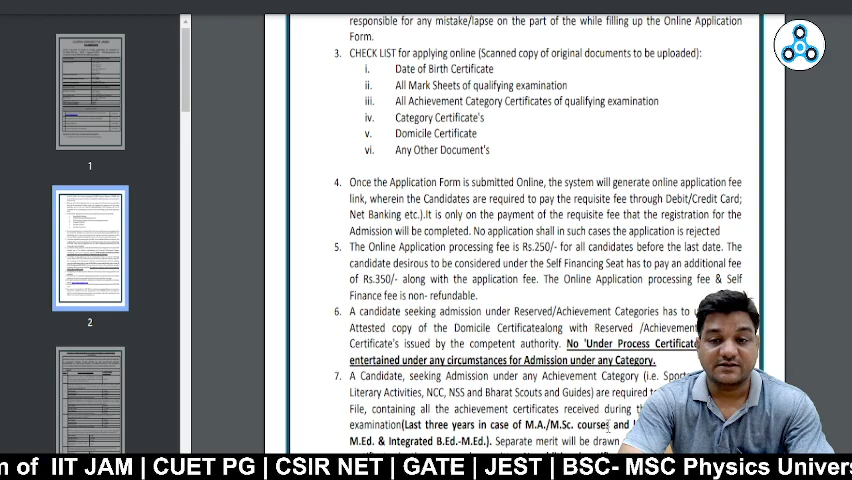 responsible for any mistake/lapse on the part of the while filling up the Online Application
Form.
3. CHECK LIST for applying online (Scanned copy of original documents to be uploaded):
i. Date of Birth Certificate
ii. All Mark Sheets of qualifying examination
iii. All Achievement Category Certificates of qualifying examination
iv. Category Certificate's
v. Domicile Certificate
vi. Any Other Document's
4. Once the Application Form is submitted Online, the system will generate online application fee
link, wherein the Candidates are required to pay the requisite fee through Debit/Credit Card;
Net Banking etc.).It is only on the payment of the requisite fee that the registration for the
Admission will be completed. No application shall in such cases the application is rejected
5. The Online Application processing fee is Rs.250/- for all candidates before the last date. The
candidate desirous to be considered under the Self Financing Seat has to pay an additional fee
of Rs.350/- along with the application fee. The Online Application processing fee & Self
Finance fee is non- refundable.
6. A candidate seeking admission under Reserved/Achievement Categories has to
Attested copy of the Domicile Certificatealong with Reserved /Achievement
Certificate's issued by the competent authority. No 'Under Process Certificate
entertained under any circumstances for Admission under any Category.
7. A Candidate, seeking Admission under any Achievement Category (i.e. Sport
Literary Activities, NCC, NSS and Bharat Scouts and Guides) are required
File, containing all the achievement certificates received during
examination(Last three years in case of M.A./M.Sc. courses and
M.Ed. & Integrated B.Ed.-M.Ed.). Separate merit will be drawn
1
2
m of IIT JAM | CUET PG | CSIR NET | GATE | JEST | BSC- MSC Physics Univers